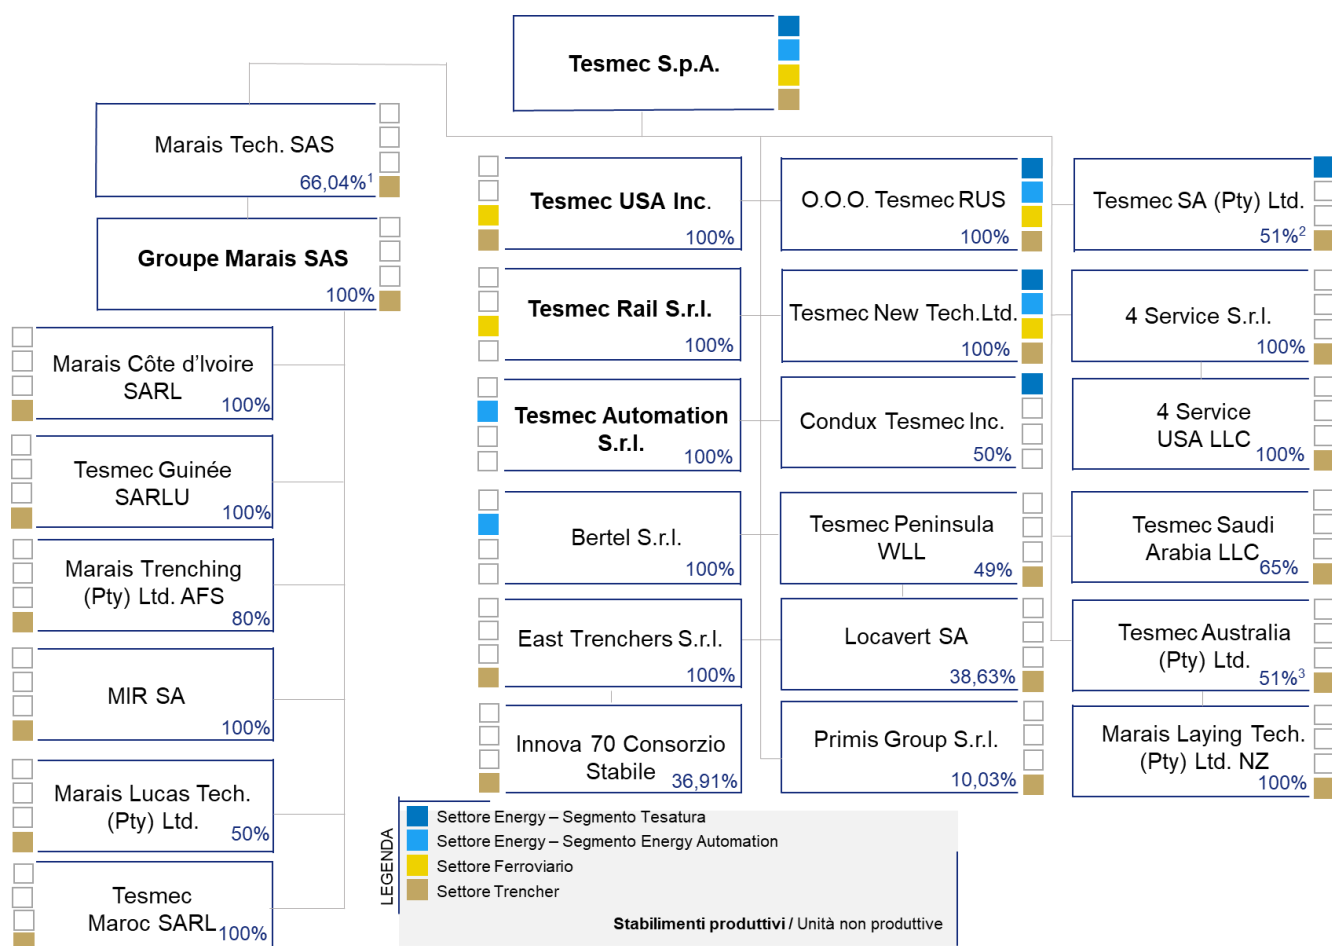 Tesmec S.p.A.
Marais Tech. SAS
66,04%¹
Groupe Marais SAS
100%
Marais Côte d'Ivoire
SARL
100%
Tesmec Guinée
SARLU
100%
Marais Trenching
(Pty) Ltd. AFS
80%
MIR SA
100%
Marais Lucas Tech.
(Pty) Ltd.
50%
Tesmec
Maroc SARL
100%
Tesmec USA Inc.
100%
Tesmec Rail S.r.l.
100%
Tesmec Automation
S.r.l.
100%
Bertel S.r.l.
100%
East Trenchers S.r.l.
100%
Innova 70 Consorzio
Stabile
36,91%
O.O.O. Tesmec RUS
100%
Tesmec New Tech.Ltd.
100%
Condux Tesmec Inc.
50%
Tesmec Peninsula
WLL
49%
Locavert SA
38,63%
Primis Group S.r.l.
10,03%
Tesmec SA (Pty) Ltd.
51%²
4 Service S.r.l.
100%
4 Service
USA LLC
100%
Tesmec Saudi
Arabia LLC
65%
Tesmec Australia
(Pty) Ltd.
51%³
Marais Laying Tech.
(Pty) Ltd. NZ
100%
LEGENDA
Settore Energy – Segmento Tesatura
Settore Energy – Segmento Energy Automation
Settore Ferroviario
Settore Trencher
Stabilimenti produttivi / Unità non produttive